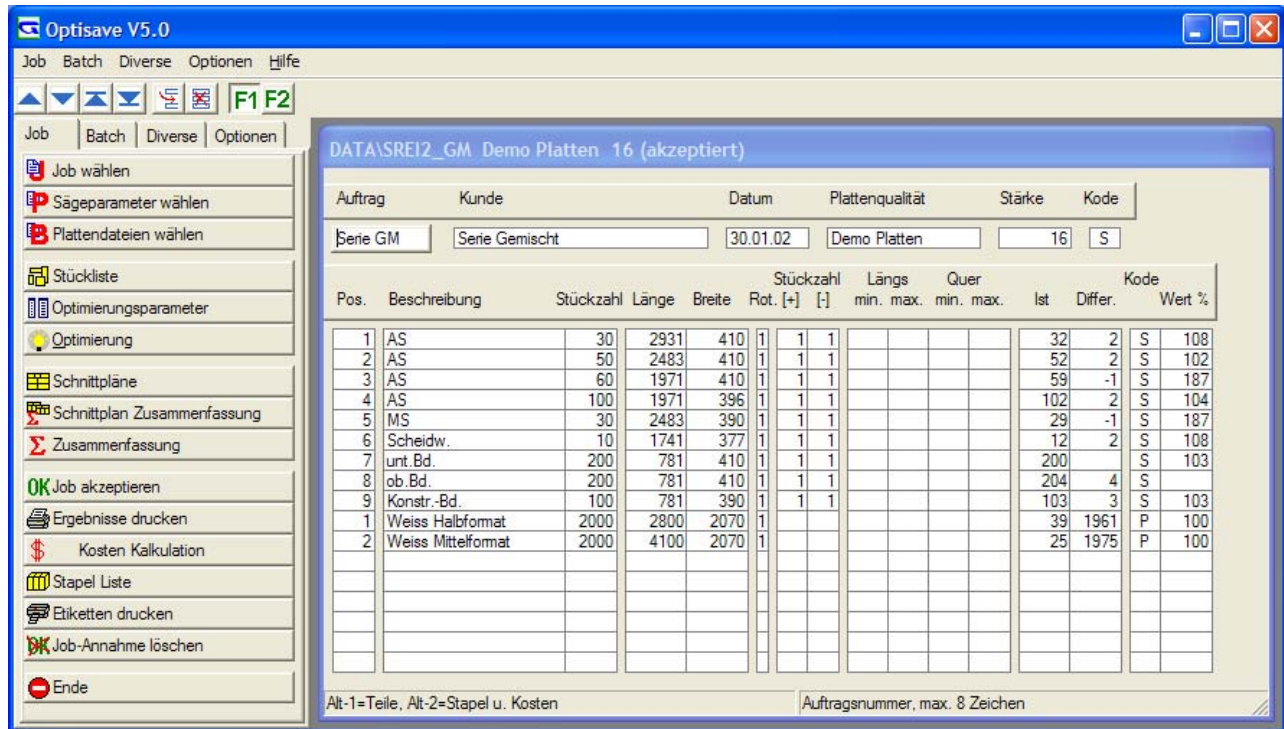 Optisave V5.0
Job Batch Diverse Optionen Hilfe
F1 F2
Job Batch Diverse Optionen
Job wählen
Sägeparameter wählen
Plattendateien wählen
Stückliste
Optimierungsparameter
Optimierung
Schnittpläne
Schnittplan Zusammenfassung
Zusammenfassung
OK Job akzeptieren
Ergebnisse drucken
$ Kosten Kalkulation
Stapel Liste
Etiketten drucken
OK Job-Annahme löschen
Ende
DATA\SREI2_GM Demo Platten 16 (akzeptiert)
Auftrag Kunde Datum Plattenqualität Stärke Kode
Serie GM Serie Gemischt 30.01.02 Demo Platten 16 S
Stückzahl Längs Quer Kode
Pos. Beschreibung Stückzahl Länge Breite Rot. [+] [-] min. max. min. max. Ist Differ. Wert %
1 AS 30 2931 410 1 1 1 32 2 S 108
2 AS 50 2483 410 1 1 1 52 2 S 102
3 AS 60 1971 410 1 1 1 59 -1 S 187
4 AS 100 1971 396 1 1 1 102 2 S 104
5 MS 30 2483 390 1 1 1 29 -1 S 187
6 Scheidw. 10 1741 377 1 1 1 12 2 S 108
7 unt.Bd. 200 781 410 1 1 1 200 S 103
8 ob.Bd. 200 781 410 1 1 1 204 4 S
9 Konstr.-Bd. 100 781 390 1 1 1 103 3 S 103
1 Weiss Halbformat 2000 2800 2070 1 39 1961 P 100
2 Weiss Mittelformat 2000 4100 2070 1 25 1975 P 100
Alt-1=Teile, Alt-2=Stapel u. Kosten Auftragsnummer, max. 8 Zeichen